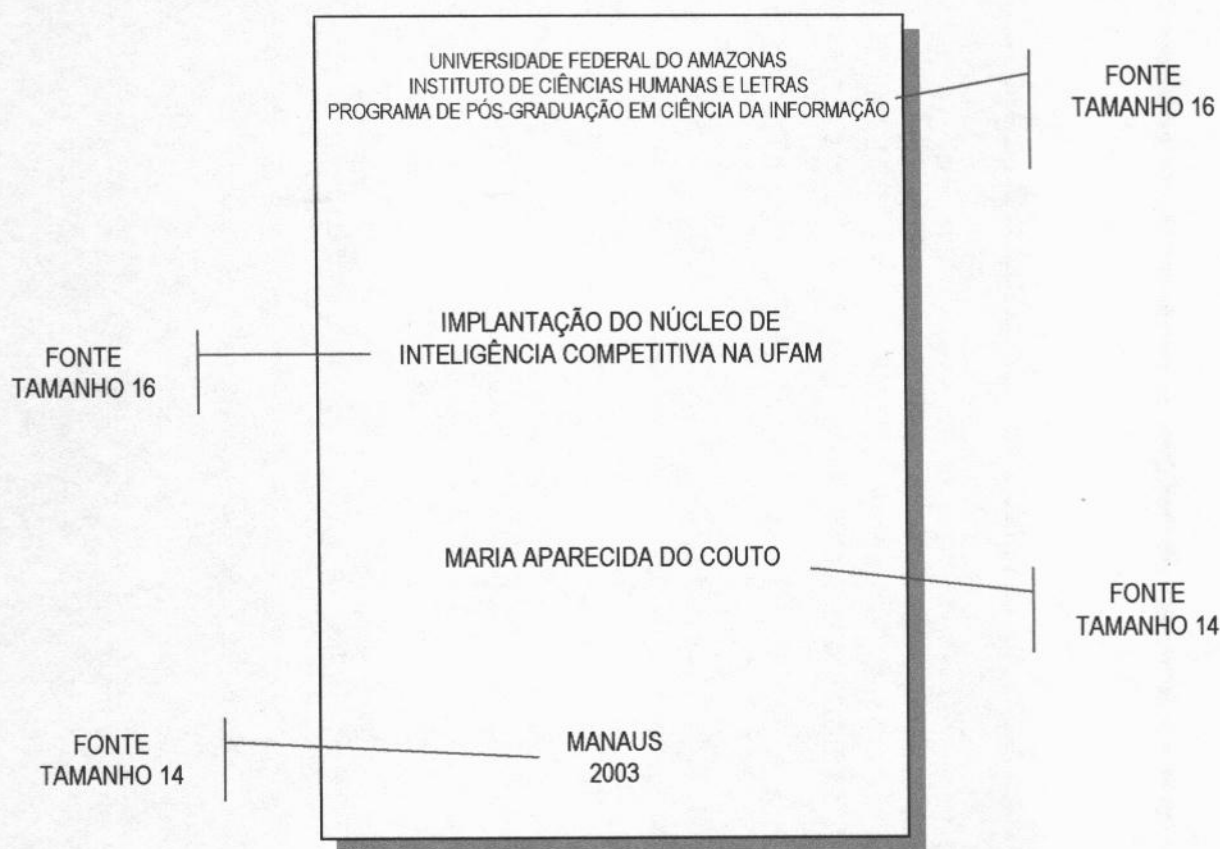 UNIVERSIDADE FEDERAL DO AMAZONAS
INSTITUTO DE CIÊNCIAS HUMANAS E LETRAS
PROGRAMA DE PÓS-GRADUAÇÃO EM CIÊNCIA DA INFORMAÇÃO
FONTE
TAMANHO 16
IMPLANTAÇÃO DO NÚCLEO DE
INTELIGÊNCIA COMPETITIVA NA UFAM
FONTE
TAMANHO 16
MARIA APARECIDA DO COUTO
FONTE
TAMANHO 14
MANAUS
2003
FONTE
TAMANHO 14